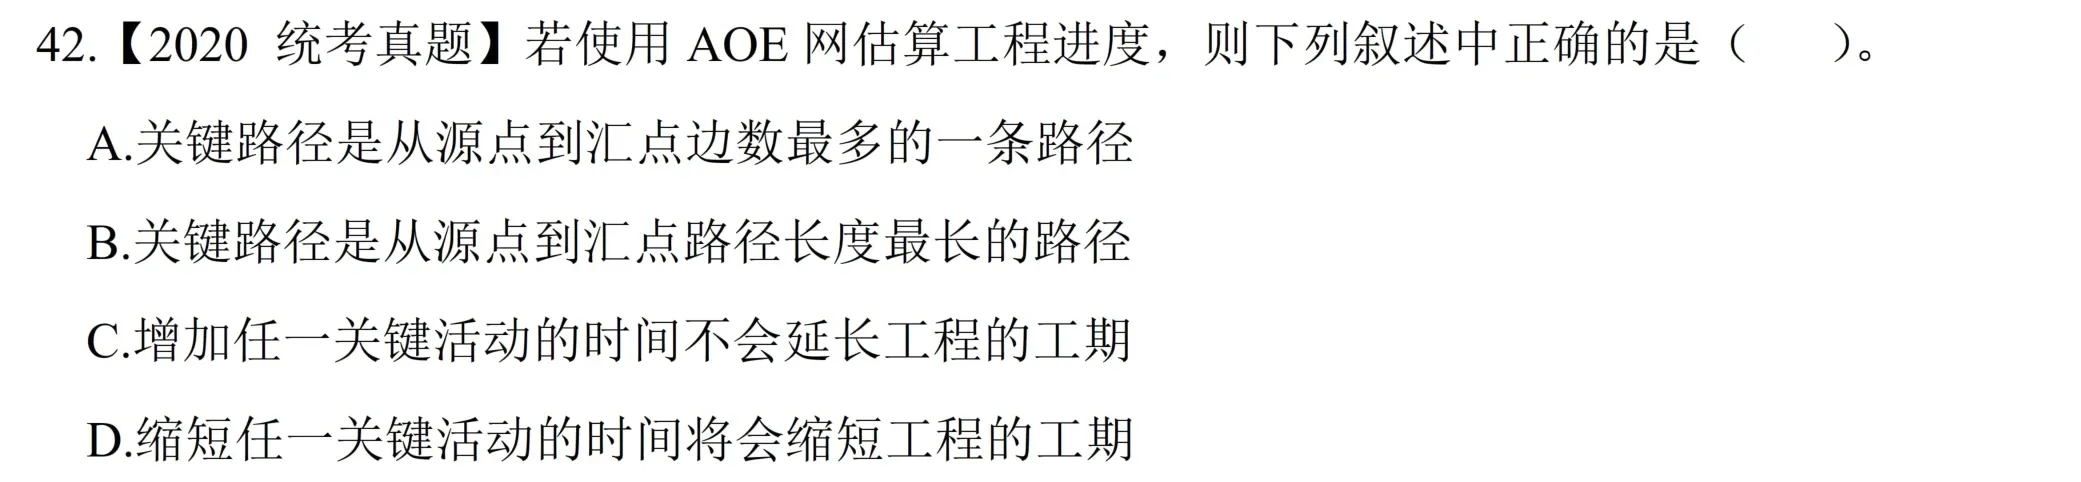 42.【2020 统考真题】若使用 AOE 网估算工程进度，则下列叙述中正确的是（　　）。
A.关键路径是从源点到汇点边数最多的一条路径
B.关键路径是从源点到汇点路径长度最长的路径
C.增加任一关键活动的时间不会延长工程的工期
D.缩短任一关键活动的时间将会缩短工程的工期